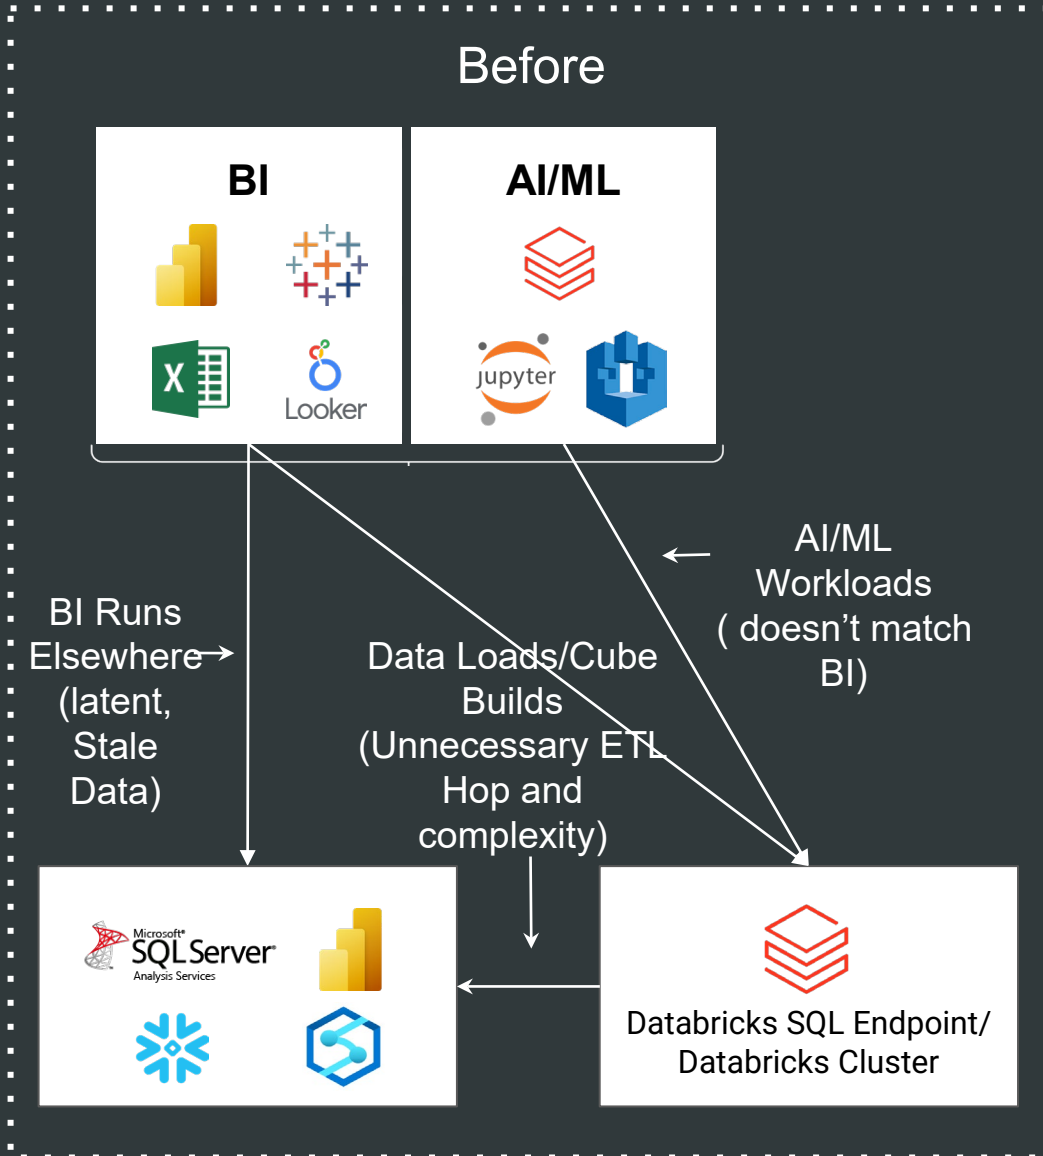 Before
BI
AI/ML
X
Looker
jupyter
AI/ML
Workloads
( doesn’t match
BI)
BI Runs
Elsewhere
(latent,
Stale
Data)
Data Loads/Cube
Builds
(Unnecessary ETL
Hop and
complexity)
Microsoft®
SQL Server®
Analysis Services
Databricks SQL Endpoint/
Databricks Cluster